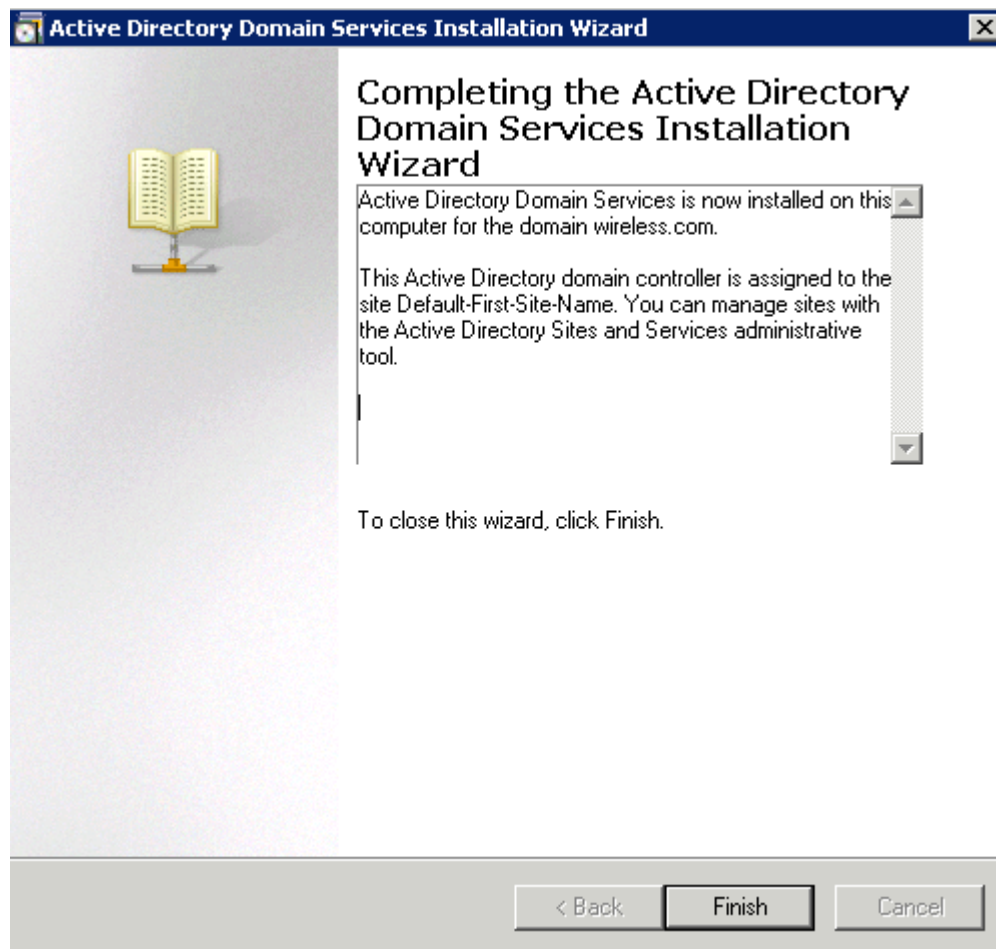 Active Directory Domain Services Installation Wizard
Completing the Active Directory
Domain Services Installation
Wizard
Active Directory Domain Services is now installed on this
computer for the domain wireless.com.
This Active Directory domain controller is assigned to the
site Default-First-Site-Name. You can manage sites with
the Active Directory Sites and Services administrative
tool.
To close this wizard, click Finish.
< Back
Finish
Cancel